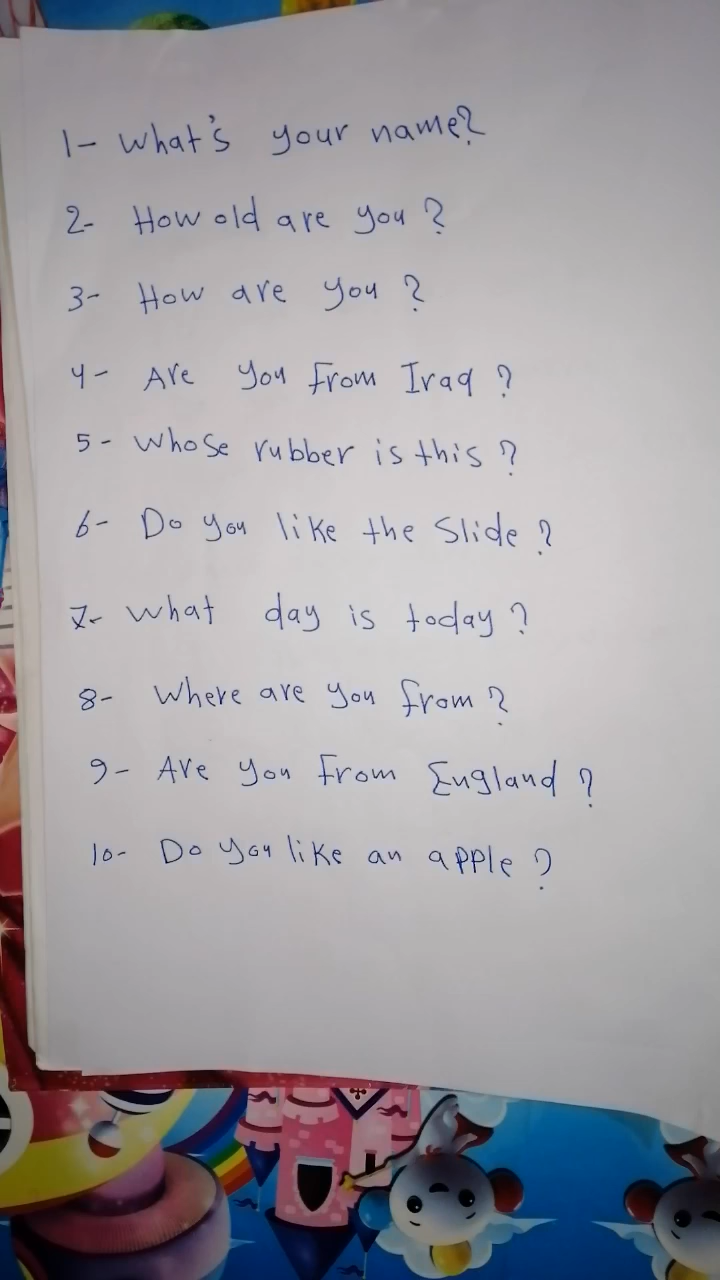 1- What's your name?
2- How old are you?
3- How are you?
4- Are you from Iraq?
5- Whose rubber is this?
6- Do you like the slide?
7- What day is today?
8- Where are you from?
9- Are you from England?
10- Do you like an apple?